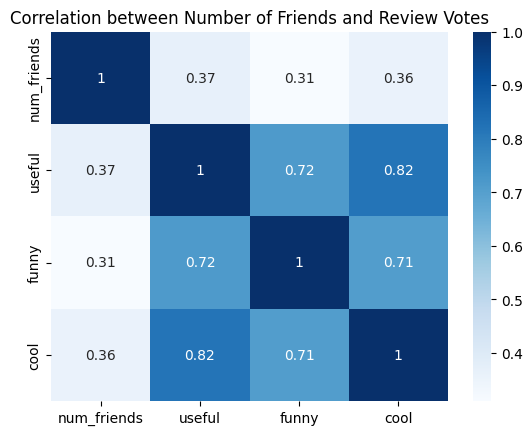 Correlation between Number of Friends and Review Votes
num_friends 1 0.37 0.31 0.36
useful 0.37 1 0.72 0.82
funny 0.31 0.72 1 0.71
cool 0.36 0.82 0.71 1
num_friends useful funny cool
1.0
0.9
0.8
0.7
0.6
0.5
0.4